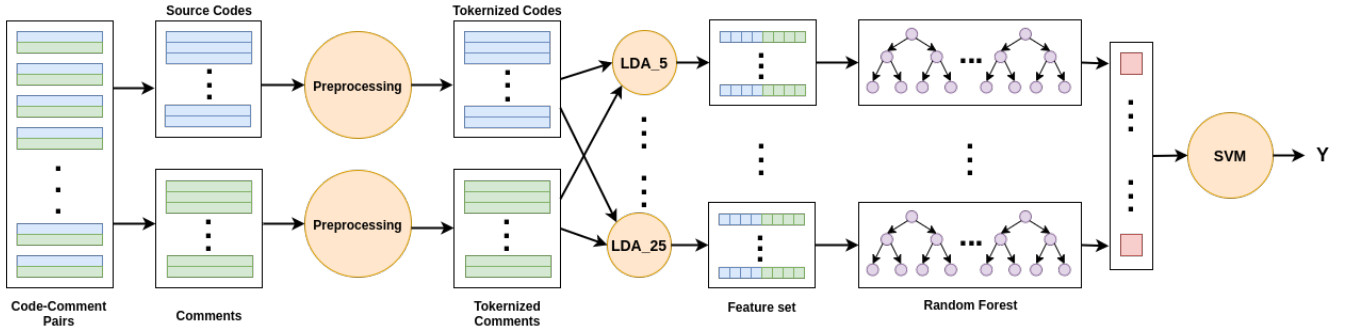 Source Codes
Tokernized Codes
Preprocessing
LDA_5
Preprocessing
LDA_25
SVM
Y
Code-Comment
Pairs
Comments
Tokernized
Comments
Feature set
Random Forest